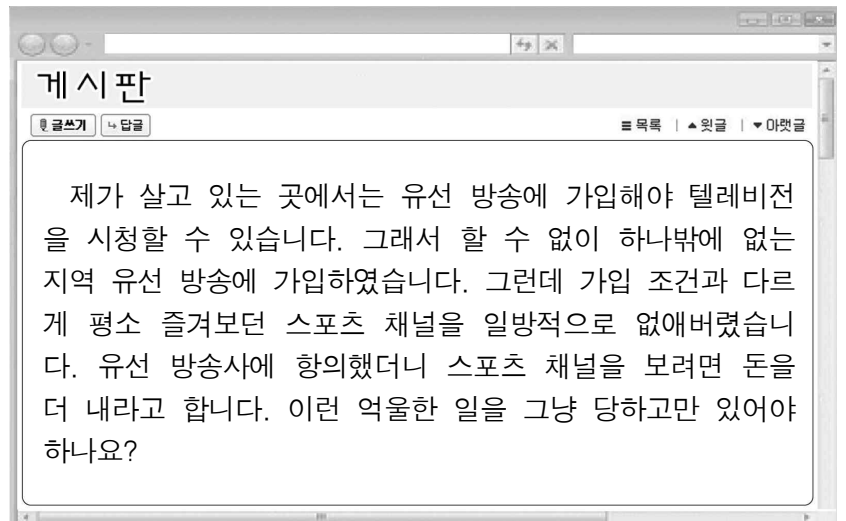 게시판
글쓰기 답글 목록 | 윗글 | 아랫글
제가 살고 있는 곳에서는 유선 방송에 가입해야 텔레비전
을 시청할 수 있습니다. 그래서 할 수 없이 하나밖에 없는
지역 유선 방송에 가입하였습니다. 그런데 가입 조건과 다르
게 평소 즐겨보던 스포츠 채널을 일방적으로 없애버렸습니
다. 유선 방송사에 항의했더니 스포츠 채널을 보려면 돈을
더 내라고 합니다. 이런 억울한 일을 그냥 당하고만 있어야
하나요?